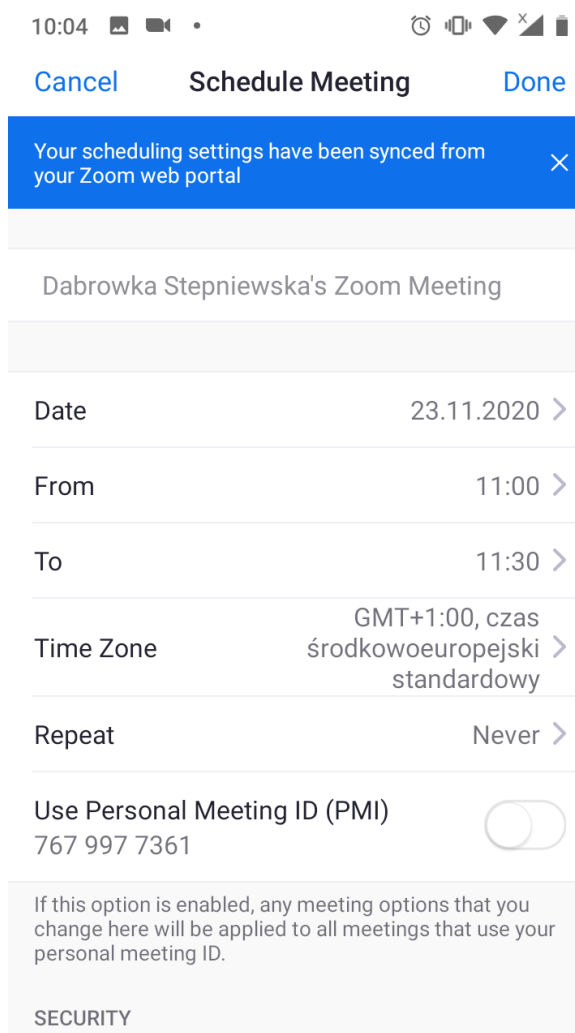 10:04
Cancel Schedule Meeting Done
Your scheduling settings have been synced from
your Zoom web portal
Dabrowka Stepniewska's Zoom Meeting
Date 23.11.2020
From 11:00
To 11:30
Time Zone GMT+1:00, czas
środkowoeuropejski
standardowy
Repeat Never
Use Personal Meeting ID (PMI)
767 997 7361
If this option is enabled, any meeting options that you
change here will be applied to all meetings that use your
personal meeting ID.
SECURITY